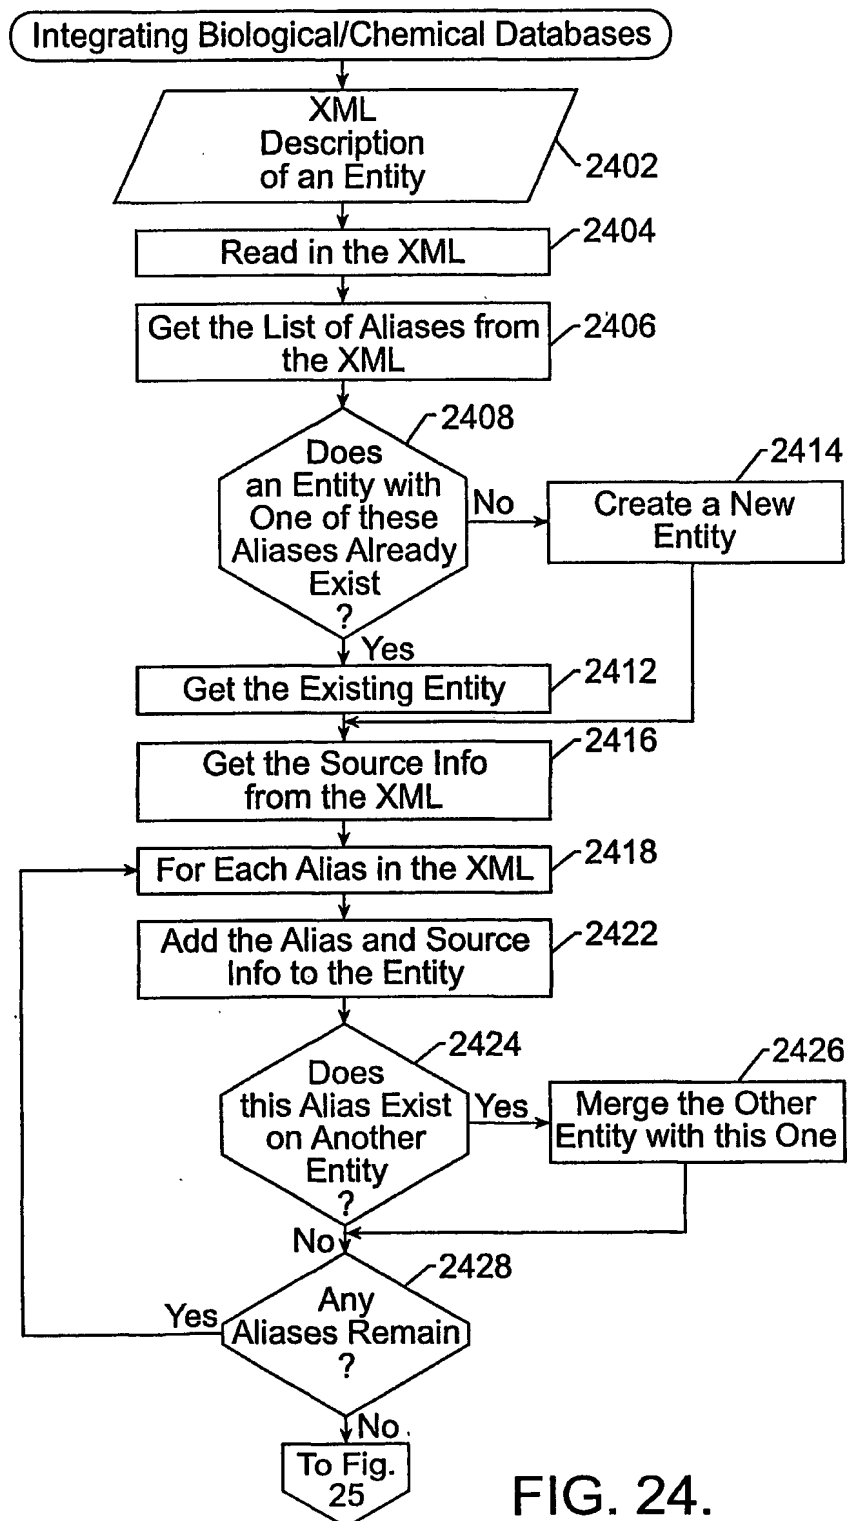 Integrating Biological/Chemical Databases
XML
Description
of an Entity
2402
Read in the XML
2404
Get the List of Aliases from
the XML
2406
Does
an Entity with
One of these
Aliases Already
Exist
?
2408
No
Create a New
Entity
2414
Yes
Get the Existing Entity
2412
Get the Source Info
from the XML
2416
For Each Alias in the XML
2418
Add the Alias and Source
Info to the Entity
2422
Does
this Alias Exist
on Another
Entity
?
2424
Yes
Merge the Other
Entity with this One
2426
No
Any
Aliases Remain
?
2428
Yes
No
To Fig.
25
FIG. 24.